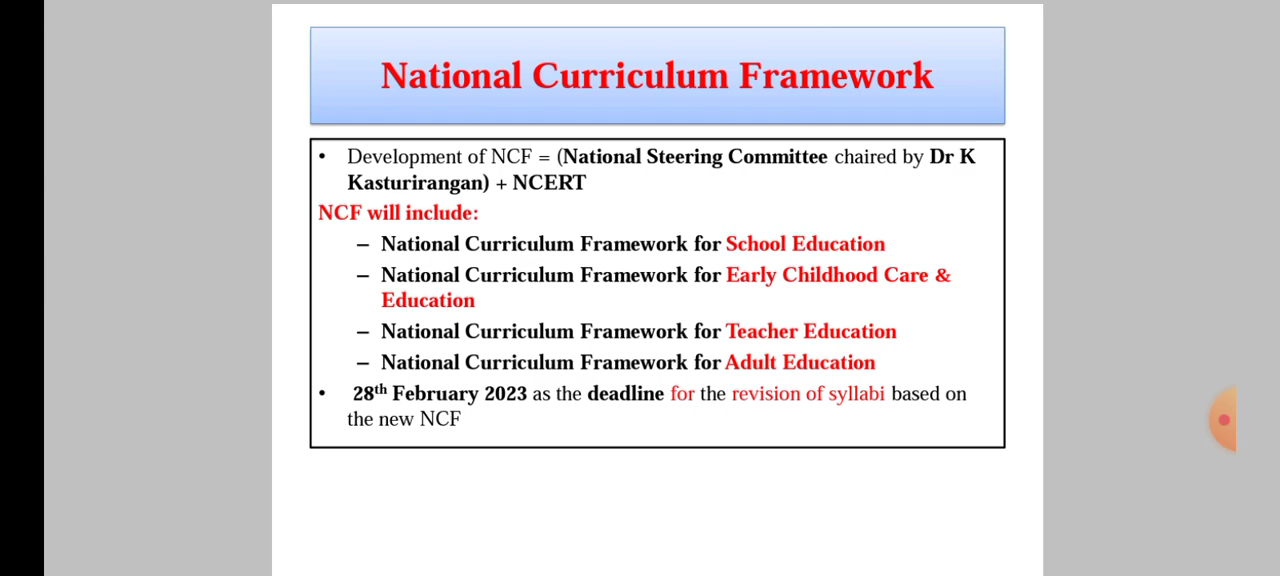 National Curriculum Framework
• Development of NCF = (National Steering Committee chaired by Dr K
Kasturirangan) + NCERT
NCF will include:
– National Curriculum Framework for School Education
– National Curriculum Framework for Early Childhood Care &
Education
– National Curriculum Framework for Teacher Education
– National Curriculum Framework for Adult Education
• 28th February 2023 as the deadline for the revision of syllabi based on
the new NCF